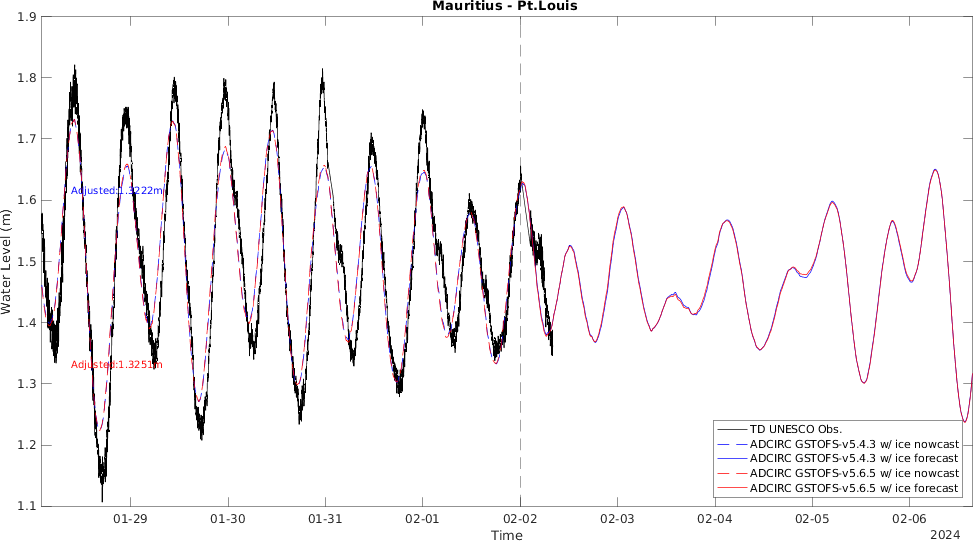 Mauritius - Pt.Louis
1.9
1.8
1.7
1.6
1.5
1.4
1.3
1.2
1.1
Water Level (m)
Adjusted:1.3222m
Adjusted:1.3251m
TD UNESCO Obs.
ADCIRC GSTOFS-v5.4.3 w/ ice nowcast
ADCIRC GSTOFS-v5.4.3 w/ ice forecast
ADCIRC GSTOFS-v5.6.5 w/ ice nowcast
ADCIRC GSTOFS-v5.6.5 w/ ice forecast
01-29 01-30 01-31 02-01 02-02 02-03 02-04 02-05 02-06
Time
2024